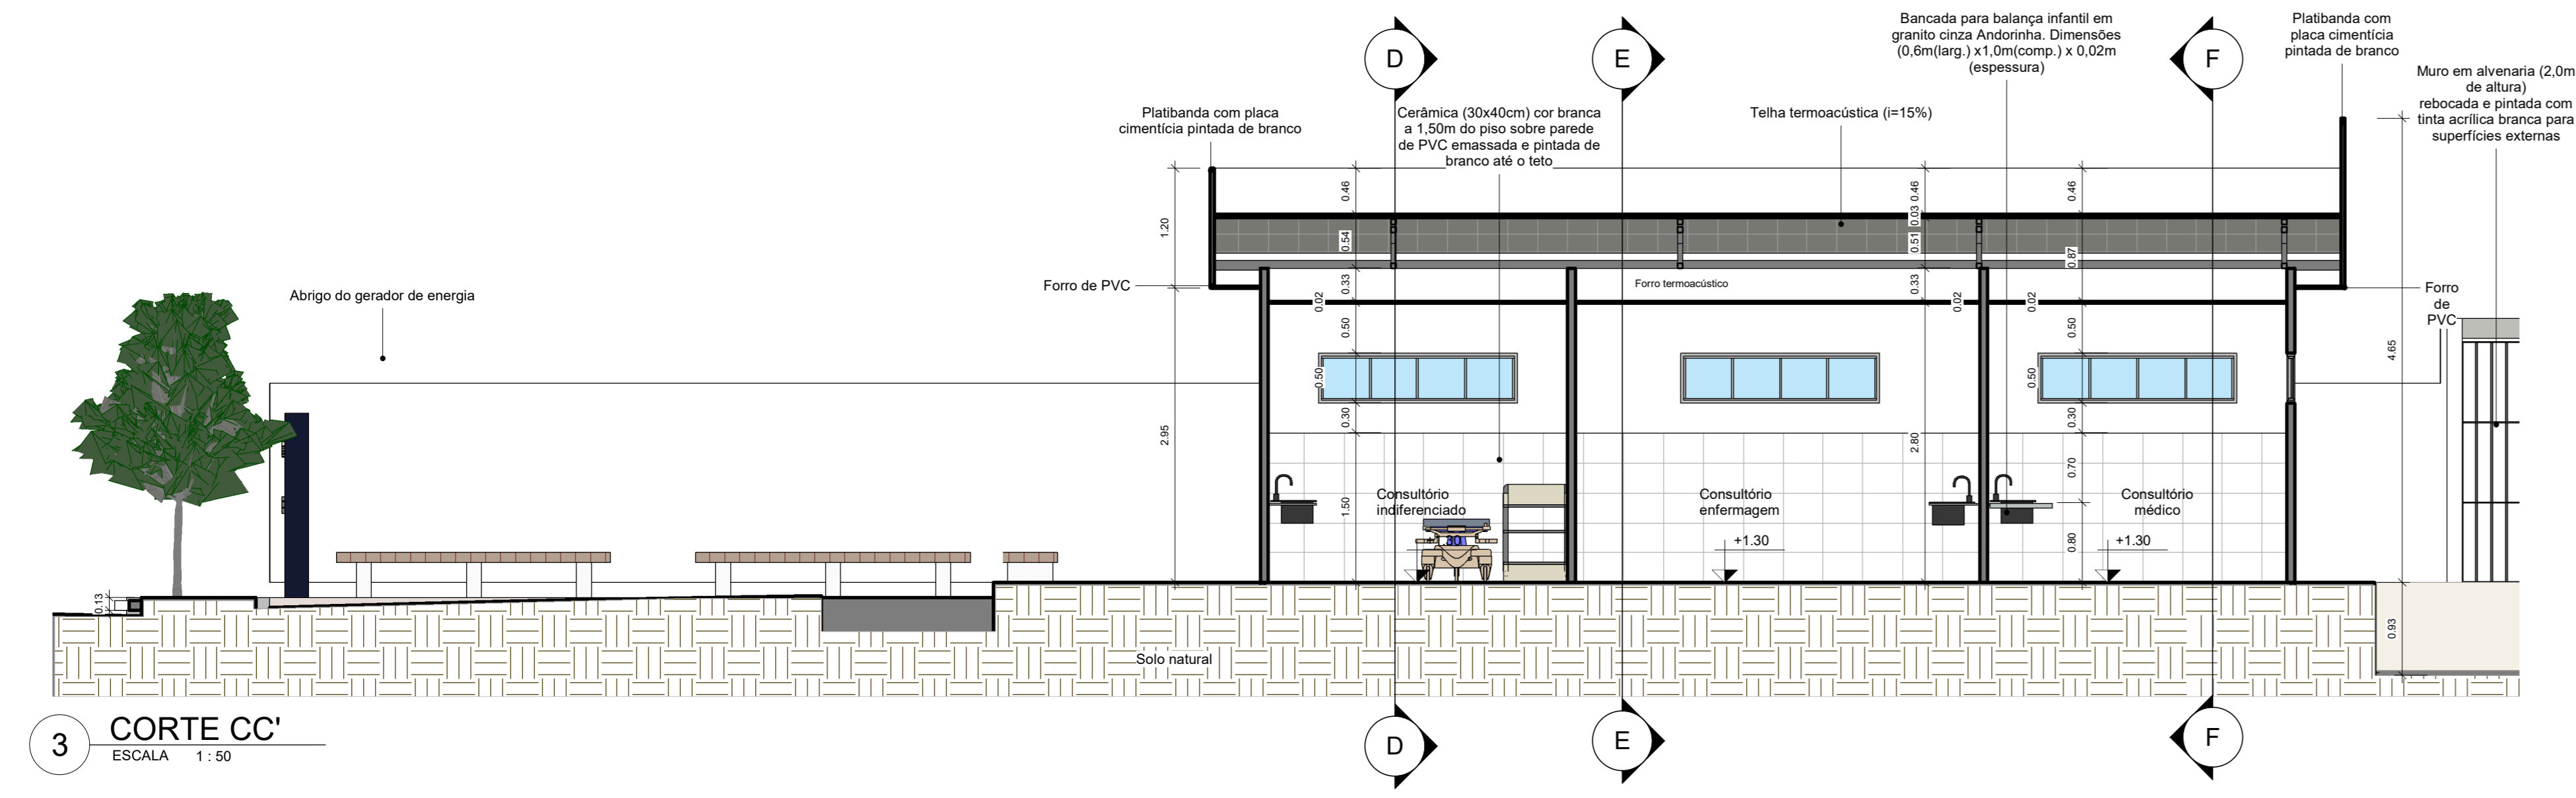 D
E
Bancada para balança infantil em
granito cinza Andorinha. Dimensões
(0,6m(larg.) x1,0m(comp.) x 0,02m
(espessura)
F
Platibanda com
placa cimentícia
pintada de branco
Muro em alvenaria (2,0m
de altura)
rebocada e pintada com
tinta acrílica branca para
superfícies externas
Platibanda com placa
cimentícia pintada de branco
Cerâmica (30x40cm) cor branca
a 1,50m do piso sobre parede
de PVC emassada e pintada de
branco até o teto
Telha termoacústica (i=15%)
1.20
0.46
0.46
0.46
0.03
0.54
0.51
0.87
0.33
0.33
Forro de PVC
Forro termoacústico
Forro
de
PVC
Abrigo do gerador de energia
0.02
0.02
0.02
0.50
0.50
4.65
0.50
0.50
0.30
0.30
2.95
2.80
0.70
1.50
Consultório
indiferenciado
Consultório
enfermagem
Consultório
médico
0.80
+1.30
+1.30
0.13
0.93
Solo natural
3
CORTE CC'
ESCALA 1 : 50
D
E
F